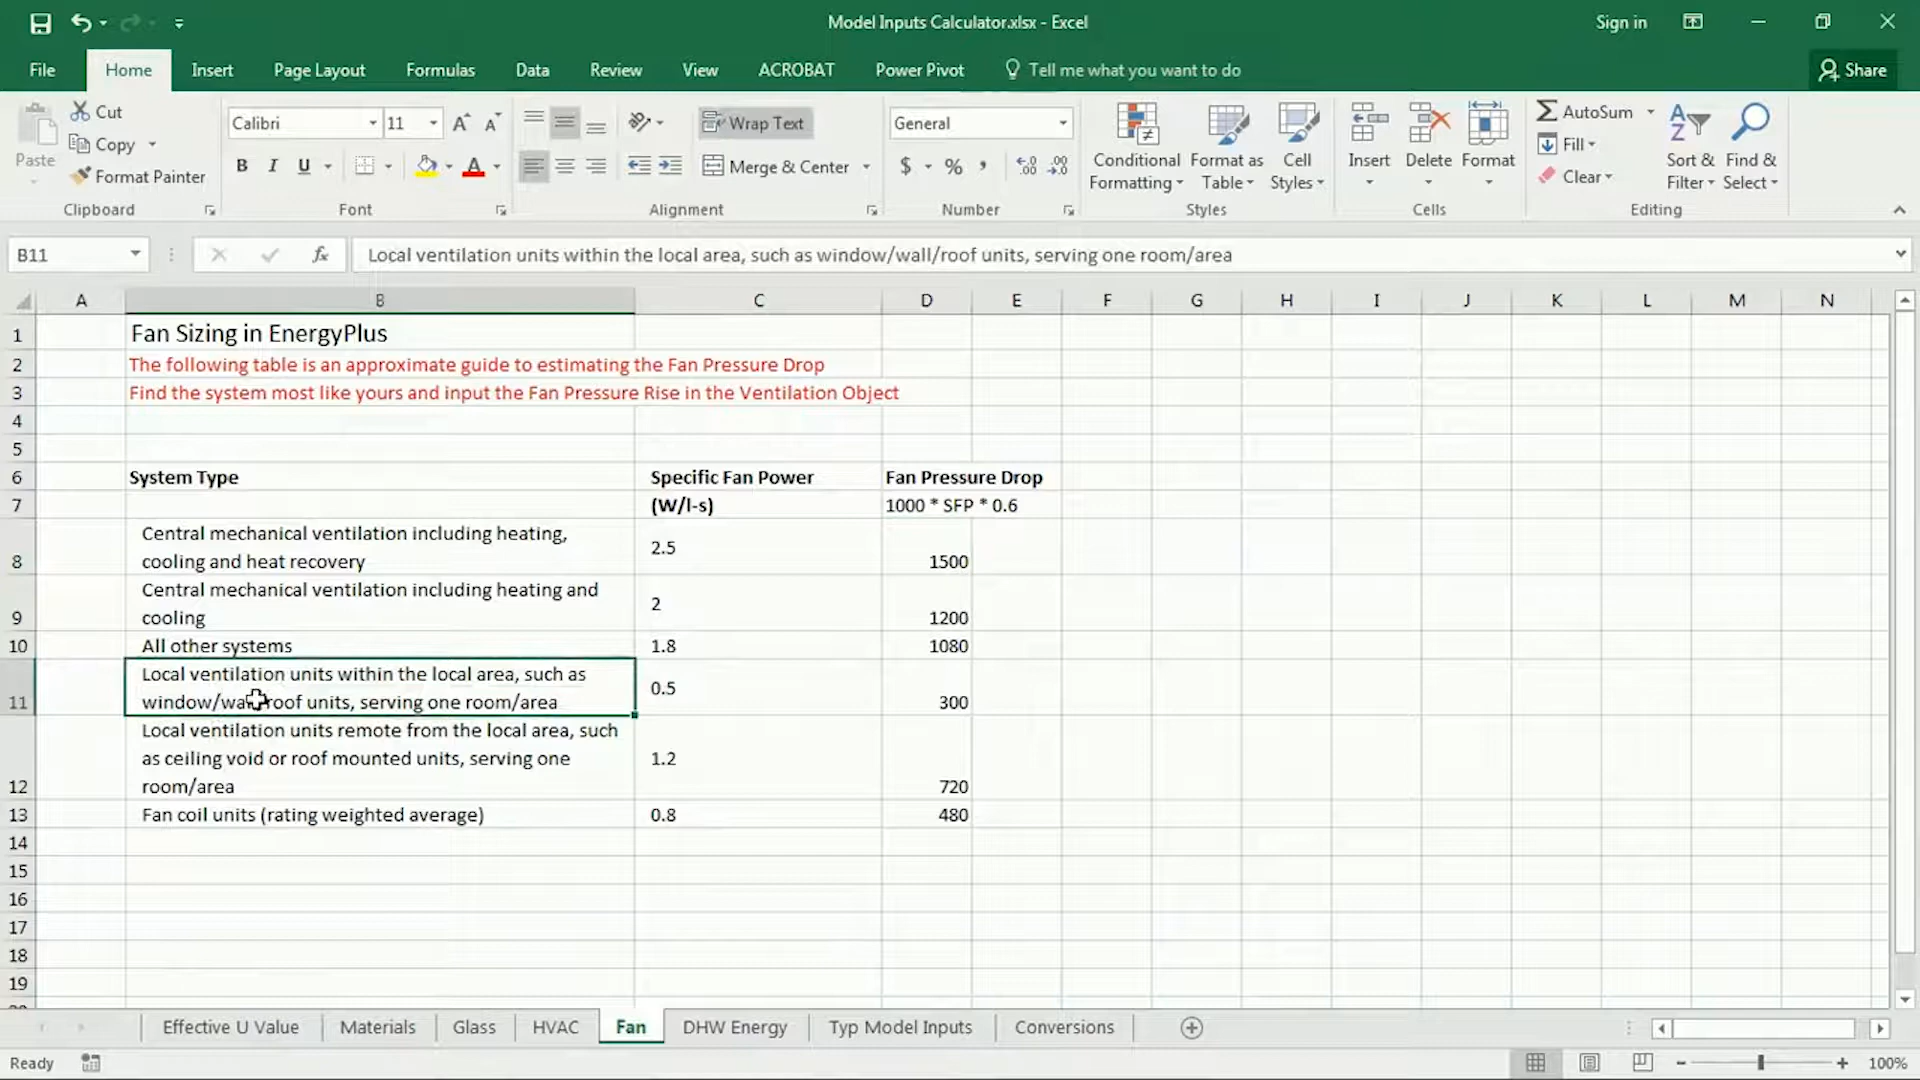 Model Inputs Calculator.xlsx - Excel
Sign in
File
Home
Insert
Page Layout
Formulas
Data
Review
View
ACROBAT
Power Pivot
Tell me what you want to do
Share
Paste
Cut
Copy
Format Painter
Clipboard
Calibri
11
B I U
Font
Wrap Text
Merge & Center
Alignment
General
$ % ,
Number
Conditional
Formatting
Format as
Table
Cell
Styles
Styles
Insert
Delete
Format
Cells
AutoSum
Fill
Clear
Sort &
Filter
Find &
Select
Editing
B11
fx
Local ventilation units within the local area, such as window/wall/roof units, serving one room/area
A B C D E F G H I J K L M N
1 Fan Sizing in EnergyPlus
2 The following table is an approximate guide to estimating the Fan Pressure Drop
3 Find the system most like yours and input the Fan Pressure Rise in the Ventilation Object
4
5
6 System Type Specific Fan Power Fan Pressure Drop
7 (W/l-s) 1000 * SFP * 0.6
Central mechanical ventilation including heating,
8 cooling and heat recovery 2.5 1500
Central mechanical ventilation including heating and
9 cooling 2 1200
10 All other systems 1.8 1080
Local ventilation units within the local area, such as
11 window/wall/roof units, serving one room/area 0.5 300
Local ventilation units remote from the local area, such
as ceiling void or roof mounted units, serving one 1.2
12 room/area 720
13 Fan coil units (rating weighted average) 0.8 480
14
15
16
17
18
19
Effective U Value
Materials
Glass
HVAC
Fan
DHW Energy
Typ Model Inputs
Conversions
Ready
100%